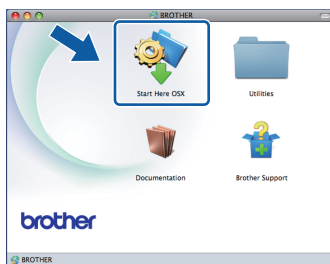 BROTHER
Start Here OSX
Utilities
Documentation
Brother Support
brother
BROTHER